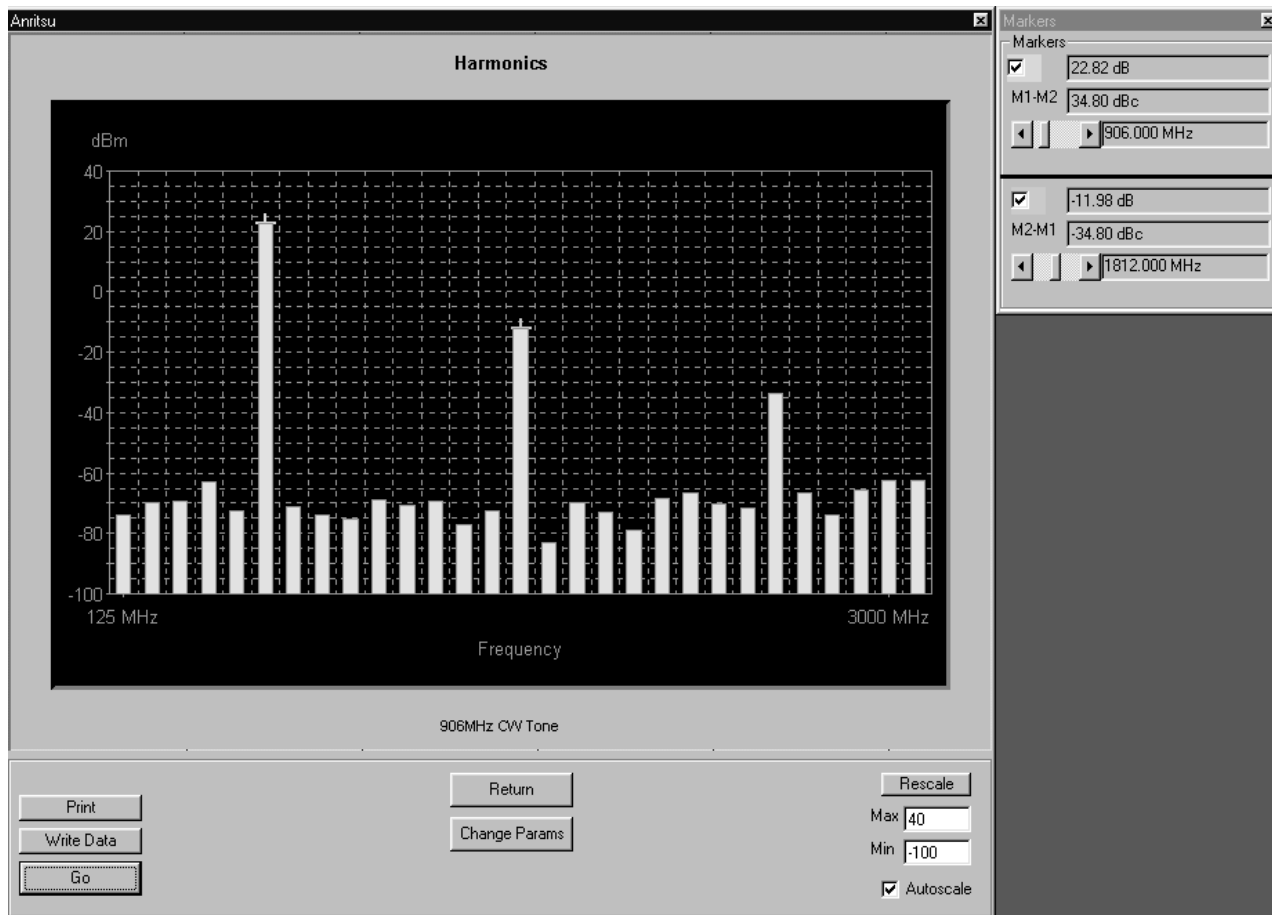 Anritsu
Harmonics
dBm
40
20
0
-20
-40
-60
-80
-100
125 MHz
3000 MHz
Frequency
906MHz CW Tone
Print
Write Data
Go
Return
Change Params
Rescale
Max 40
Min -100
Autoscale
Markers
Markers
22.82 dB
M1-M2 34.80 dBc
906.000 MHz
-11.98 dB
M2-M1 -34.80 dBc
1812.000 MHz